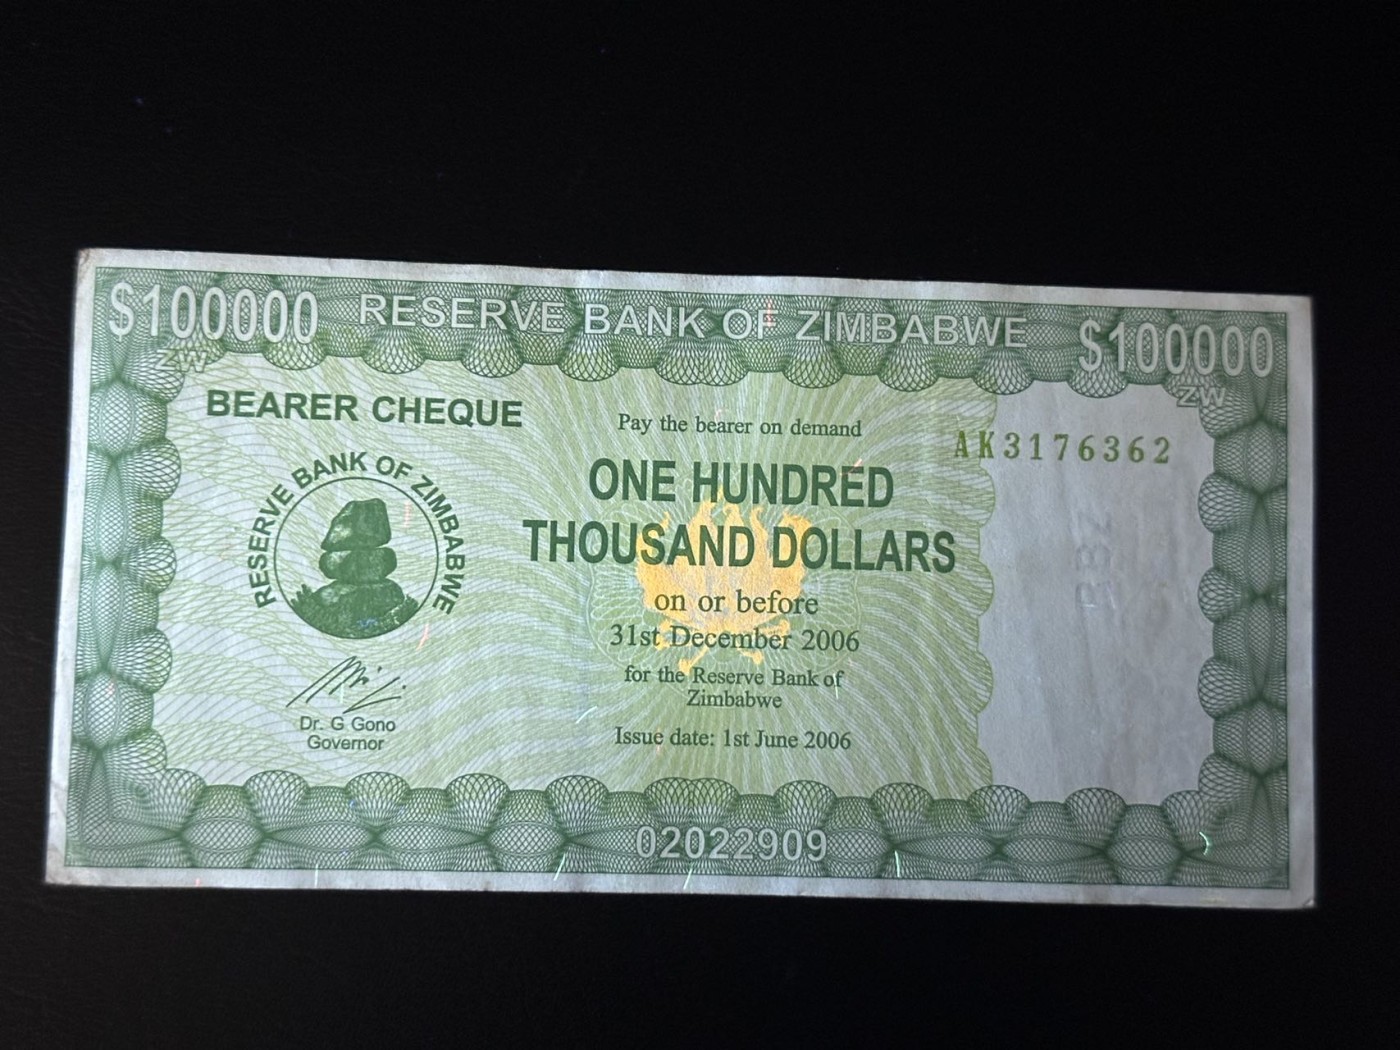 $100000 RESERVE BANK OF ZIMBABWE $100000
ZW
ZW
BEARER CHEQUE
Pay the bearer on demand
AK3176362
ONE HUNDRED
THOUSAND DOLLARS
RESERVE BANK OF ZIMBABWE
RBZ
on or before
31st December 2006
for the Reserve Bank of
Zimbabwe
Dr. G Gono
Governor
Issue date: 1st June 2006
02022909